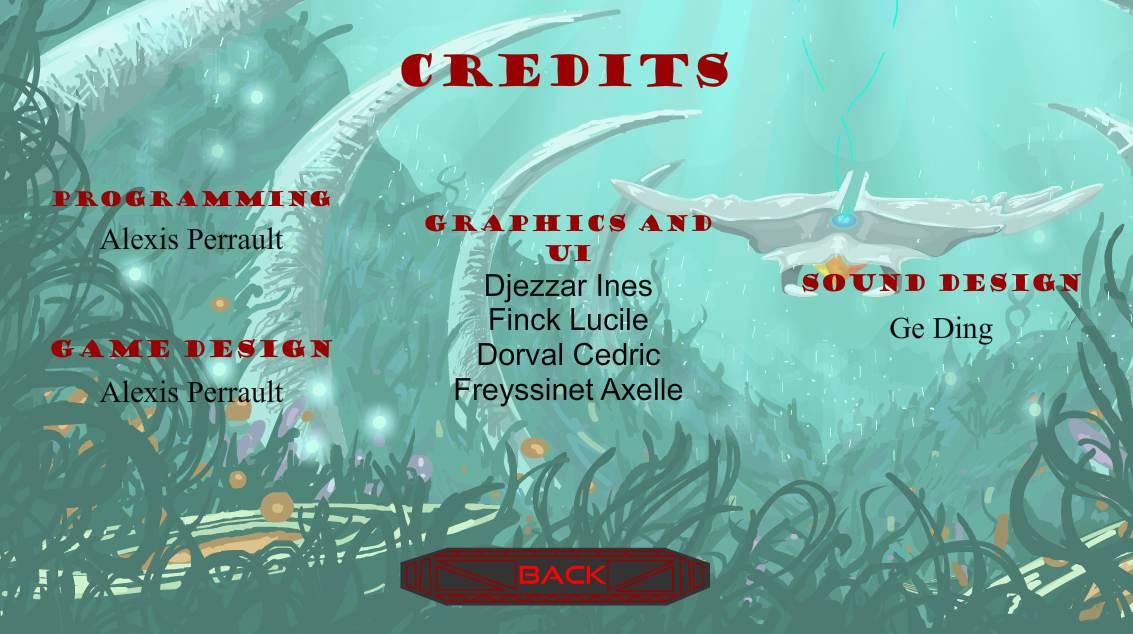 CREDITS
PROGRAMMING
Alexis Perrault
GAME DESIGN
Alexis Perrault
GRAPHICS AND
UI
Djezzar Ines
Finck Lucile
Dorval Cedric
Freyssinet Axelle
SOUND DESIGN
Ge Ding
BACK